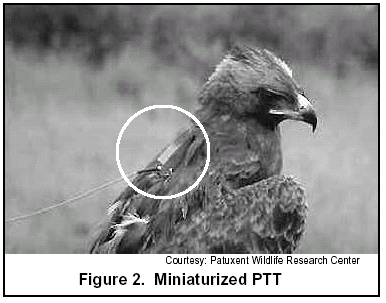 Courtesy: Patuxent Wildlife Research Center
Figure 2.  Miniaturized PTT